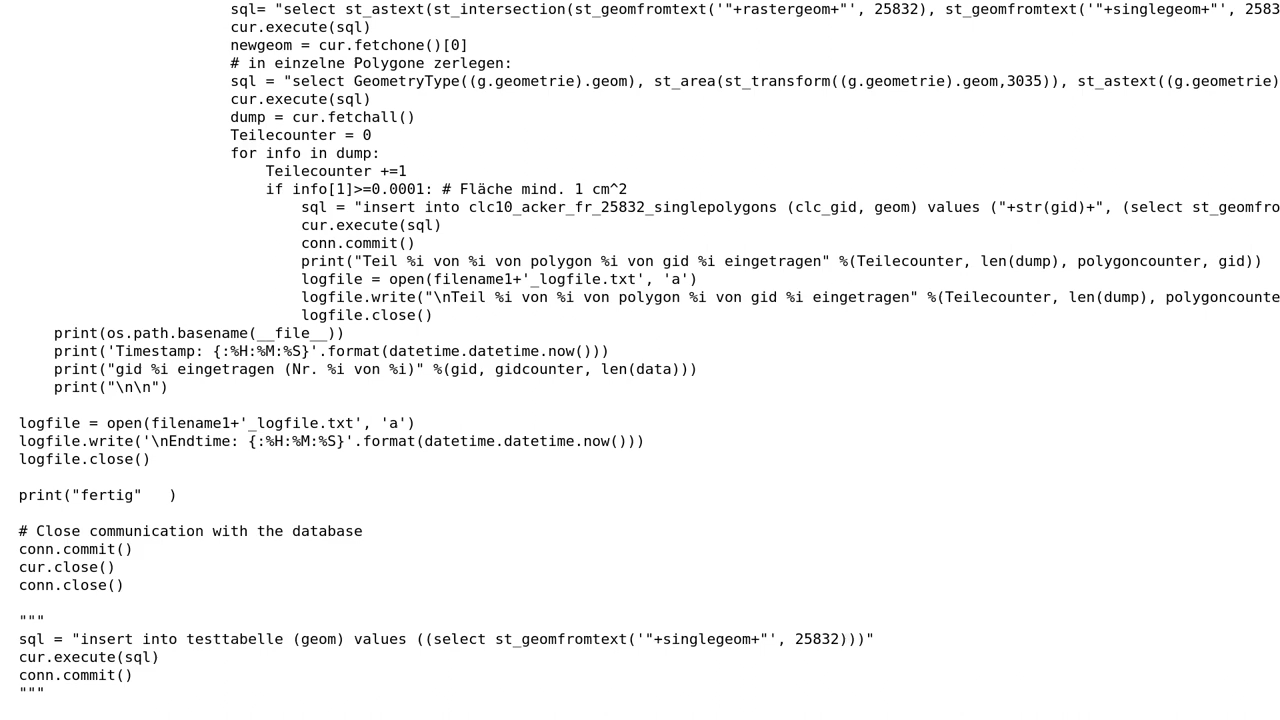 sql= "select st_astext(st_intersection(st_geomfromtext('"+rastergeom+"', 25832), st_geomfromtext('"+singlegeom+"', 2583
cur.execute(sql)
newgeom = cur.fetchone()[0]
# in einzelne Polygone zerlegen:
sql = "select GeometryType((g.geometrie).geom), st_area(st_transform((g.geometrie).geom,3035)), st_astext((g.geometrie)
cur.execute(sql)
dump = cur.fetchall()
Teilecounter = 0
for info in dump:
Teilecounter +=1
if info[1]>=0.0001: # Fläche mind. 1 cm^2
sql = "insert into clc10_acker_fr_25832_singlepolygons (clc_gid, geom) values ("+str(gid)+", (select st_geomfro
cur.execute(sql)
conn.commit()
print("Teil %i von %i von polygon %i von gid %i eingetragen" %(Teilecounter, len(dump), polygoncounter, gid))
logfile = open(filename1+'_logfile.txt', 'a')
logfile.write("\nTeil %i von %i von polygon %i von gid %i eingetragen" %(Teilecounter, len(dump), polygoncounte
logfile.close()
print(os.path.basename(__file__))
print('Timestamp: {:%H:%M:%S}'.format(datetime.datetime.now()))
print("gid %i eingetragen (Nr. %i von %i)" %(gid, gidcounter, len(data)))
print("\n\n")
logfile = open(filename1+'_logfile.txt', 'a')
logfile.write('\nEndtime: {:%H:%M:%S}'.format(datetime.datetime.now()))
logfile.close()
print("fertig"   )
# Close communication with the database
conn.commit()
cur.close()
conn.close()
"""
sql = "insert into testtabelle (geom) values ((select st_geomfromtext('"+singlegeom+"', 25832)))"
cur.execute(sql)
conn.commit()
"""